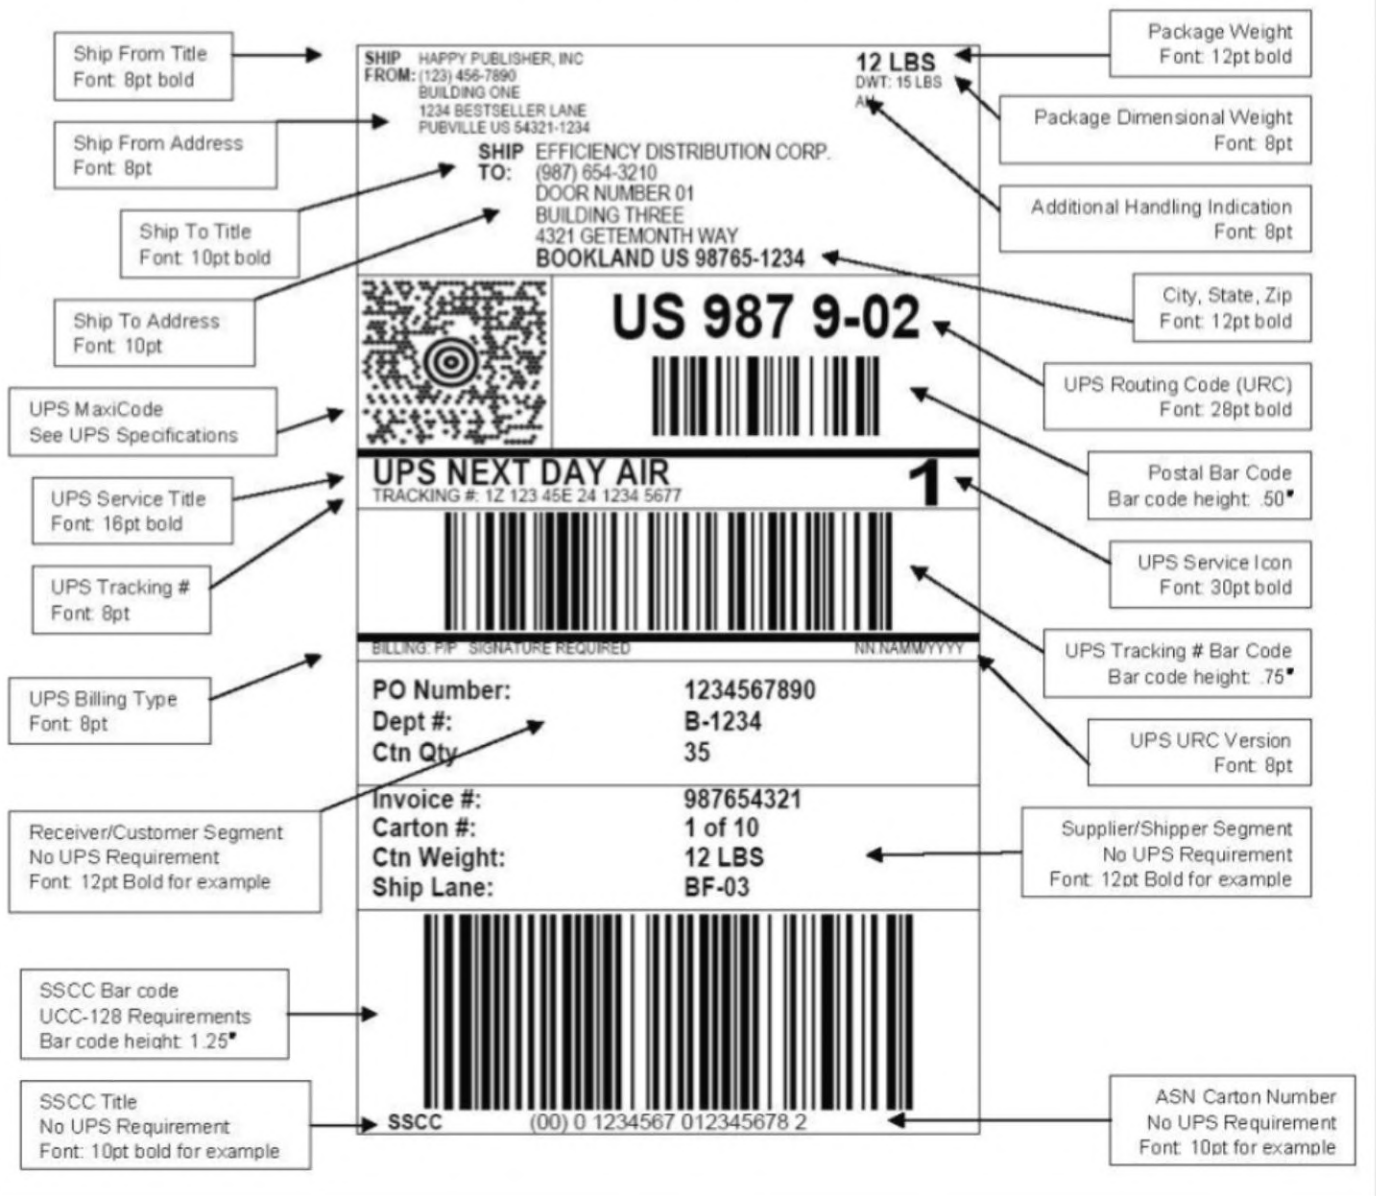 Ship From Title
Font: 8pt bold
Ship From Address
Font: 8pt
Ship To Title
Font: 10pt bold
Ship To Address
Font: 10pt
UPS MaxiCode
See UPS Specifications
UPS Service Title
Font: 16pt bold
UPS Tracking #
Font: 8pt
UPS Billing Type
Font: 8pt
Receiver/Customer Segment
No UPS Requirement
Font: 12pt Bold for example
SSCC Bar code
UCC-128 Requirements
Bar code height: 1.25"
SSCC Title
No UPS Requirement
Font: 10pt bold for example
SHIP HAPPY PUBLISHER, INC
FROM: (123) 456-7890
BUILDING ONE
1234 BESTSELLER LANE
PUBVILLE US 54321-1234
12 LBS
DWT: 15 LBS
SHIP EFFICIENCY DISTRIBUTION CORP.
TO: (987) 654-3210
DOOR NUMBER 01
BUILDING THREE
4321 GETEMONTH WAY
BOOKLAND US 98765-1234
US 987 9-02
UPS NEXT DAY AIR
1
TRACKING #: 1Z 123 45E 24 1234 5677
BILLING: P/P SIGNATURE REQUIRED NN.NAMM/YYYY
PO Number: 1234567890
Dept #: B-1234
Ctn Qty 35
Invoice #: 987654321
Carton #: 1 of 10
Ctn Weight: 12 LBS
Ship Lane: BF-03
SSCC (00) 0 1234567 012345678 2
Package Weight
Font: 12pt bold
Package Dimensional Weight
Font: 8pt
Additional Handling Indication
Font: 8pt
City, State, Zip
Font: 12pt bold
UPS Routing Code (URC)
Font: 28pt bold
Postal Bar Code
Bar code height: .50"
UPS Service Icon
Font: 30pt bold
UPS Tracking # Bar Code
Bar code height: .75"
UPS URC Version
Font: 8pt
Supplier/Shipper Segment
No UPS Requirement
Font: 12pt Bold for example
ASN Carton Number
No UPS Requirement
Font: 10pt for example